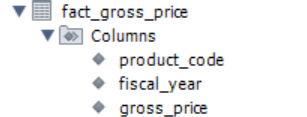 fact_gross_price
Columns
product_code
fiscal_year
gross_price